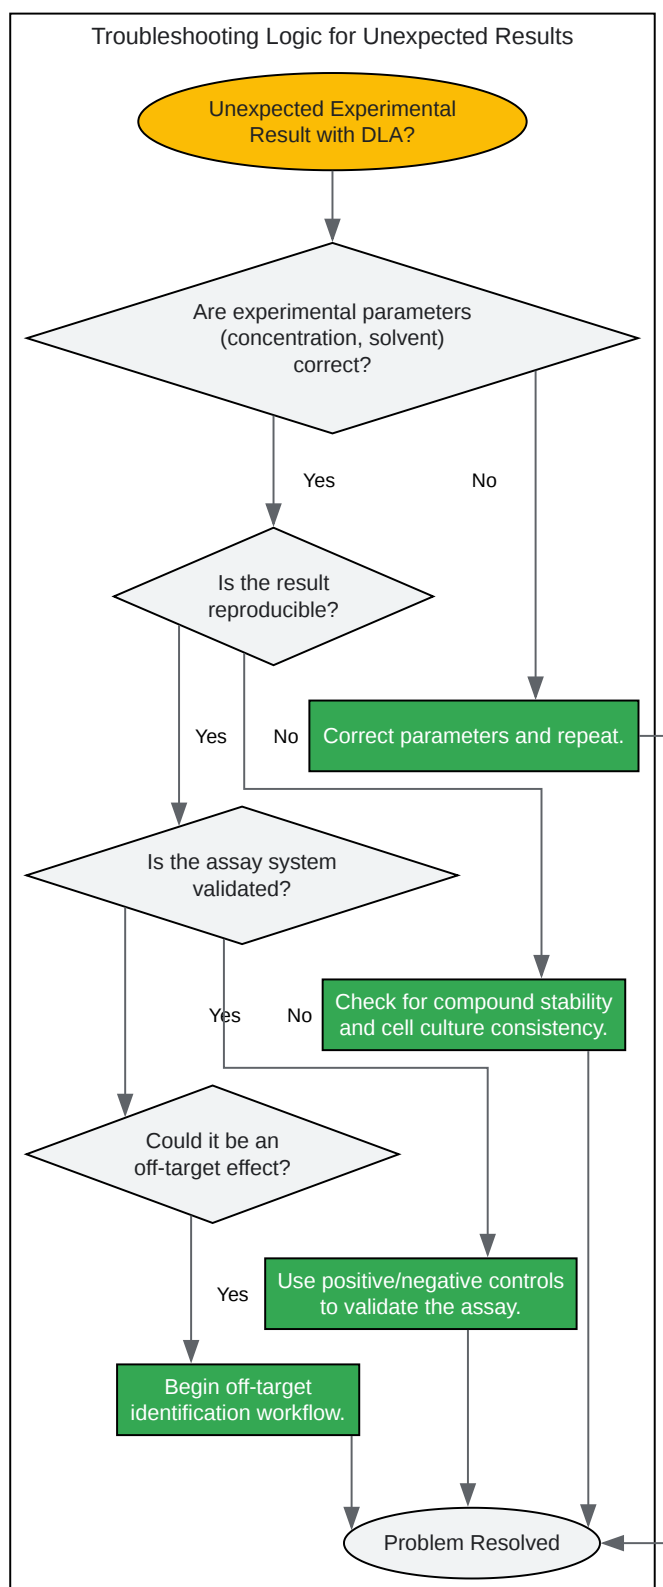 Troubleshooting Logic for Unexpected Results
Unexpected Experimental
Result with DLA?
Are experimental parameters
(concentration, solvent)
correct?
Yes
No
Is the result
reproducible?
Yes
No
Correct parameters and repeat.
Is the assay system
validated?
Yes
No
Check for compound stability
and cell culture consistency.
Could it be an
off-target effect?
Yes
Use positive/negative controls
to validate the assay.
Begin off-target
identification workflow.
Problem Resolved